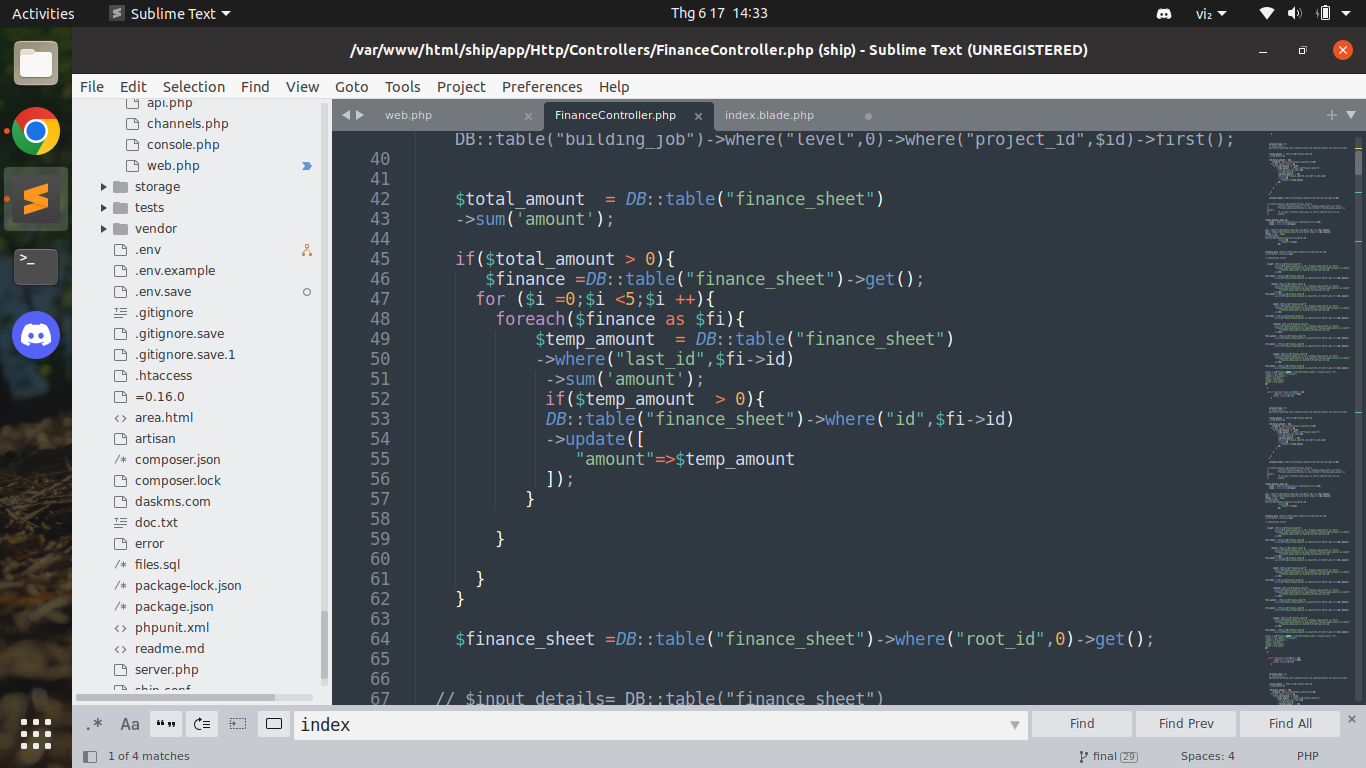 Activities
Sublime Text
Thg 6 17 14:33
vi₂
/var/www/html/ship/app/Http/Controllers/FinanceController.php (ship) - Sublime Text (UNREGISTERED)
File Edit Selection Find View Goto Tools Project Preferences Help
api.php
channels.php
console.php
web.php
storage
tests
vendor
.env
.env.example
.env.save
.gitignore
.gitignore.save
.gitignore.save.1
.htaccess
=0.16.0
area.html
artisan
composer.json
composer.lock
daskms.com
doc.txt
error
files.sql
package-lock.json
package.json
phpunit.xml
readme.md
server.php
ship.conf
web.php FinanceController.php index.blade.php
DB::table("building_job")->where("level",0)->where("project_id",$id)->first();
40
41
42 $total_amount  = DB::table("finance_sheet")
43 ->sum('amount');
44
45 if($total_amount > 0){
46 $finance =DB::table("finance_sheet")->get();
47 for ($i =0;$i <5;$i ++){
48 foreach($finance as $fi){
49 $temp_amount  = DB::table("finance_sheet")
50 ->where("last_id",$fi->id)
51 ->sum('amount');
52 if($temp_amount  > 0){
53 DB::table("finance_sheet")->where("id",$fi->id)
54 ->update([
55 "amount"=>$temp_amount
56 ]);
57 }
58
59 }
60
61 }
62 }
63
64 $finance_sheet =DB::table("finance_sheet")->where("root_id",0)->get();
65
66
67 // $input_details= DB::table("finance_sheet")
.* Aa “” index Find Find Prev Find All
1 of 4 matches
final 29 Spaces: 4 PHP